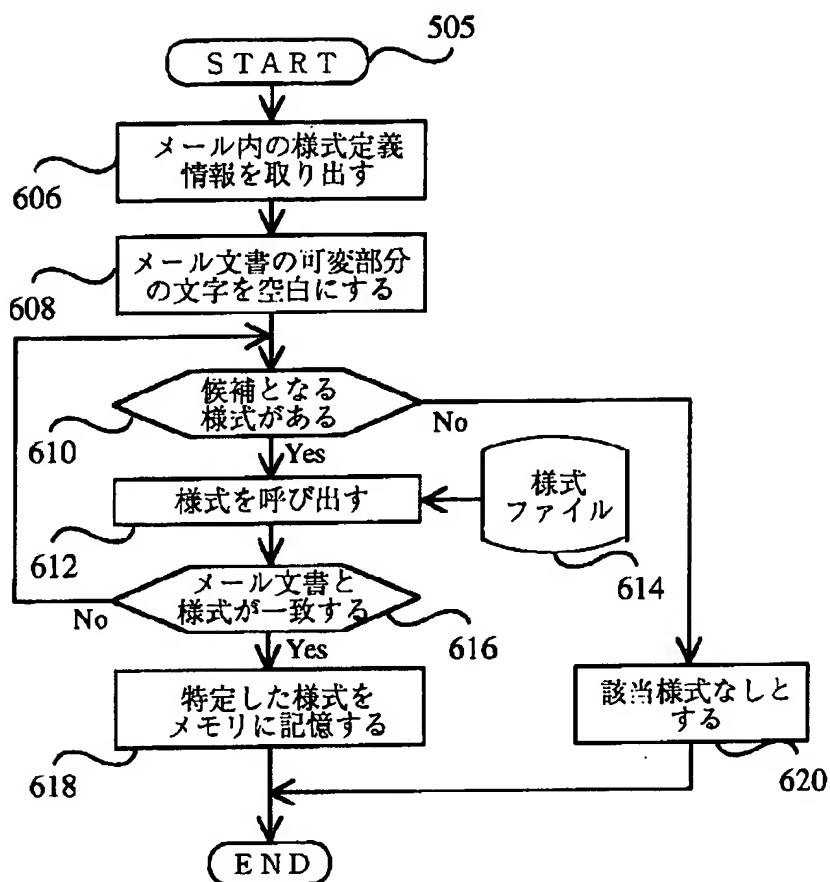 505
START
メール内の様式定義
情報を取り出す
606
メール文書の可変部分
の文字を空白にする
608
候補となる
様式がある
610
No
Yes
様式を呼び出す
612
様式
ファイル
614
メール文書と
様式が一致する
No
616
Yes
特定した様式を
メモリに記憶する
618
該当様式なしと
する
620
END